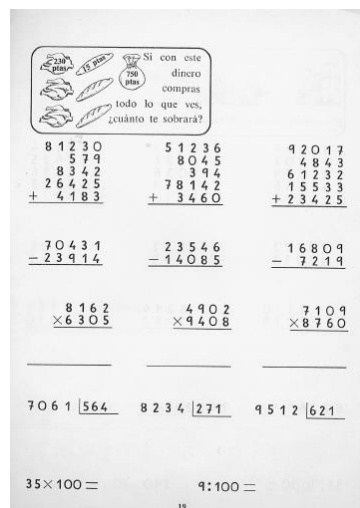 230 ptas
15 ptas
750 ptas
Si con este
dinero
compras
todo lo que ves,
¿cuánto te sobrará?
81230 51236 92017
579 8045 4843
8342 394 61232
26425 78142 15533
+ 4183 + 3460 + 23425
70431 23546 16809
- 23914 - 14085 - 7219
8162 4902 7109
×6305 ×9408 ×8760
7061 |564 8234 |271 9512 |621
35×100= 9:100=
19